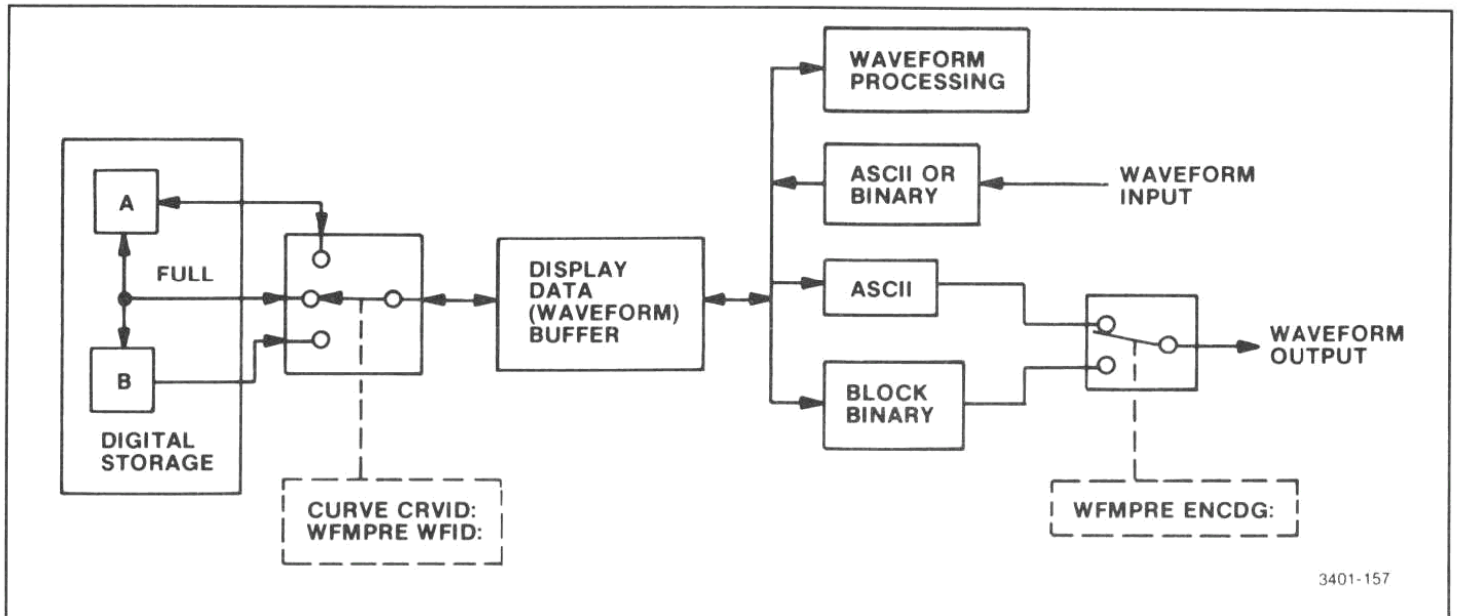 WAVEFORM
PROCESSING
ASCII OR
BINARY
WAVEFORM
INPUT
A
FULL
B
DIGITAL
STORAGE
DISPLAY
DATA
(WAVEFORM)
BUFFER
ASCII
BLOCK
BINARY
WAVEFORM
OUTPUT
CURVE CRVID:
WFMPRE WFID:
WFMPRE ENCDG:
3401-157